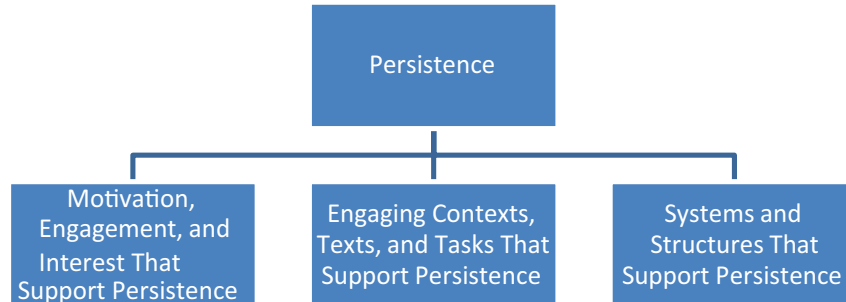 Persistence
Motivation,
Engagement, and
Interest That
Support Persistence
Engaging Contexts,
Texts, and Tasks That
Support Persistence
Systems and
Structures That
Support Persistence